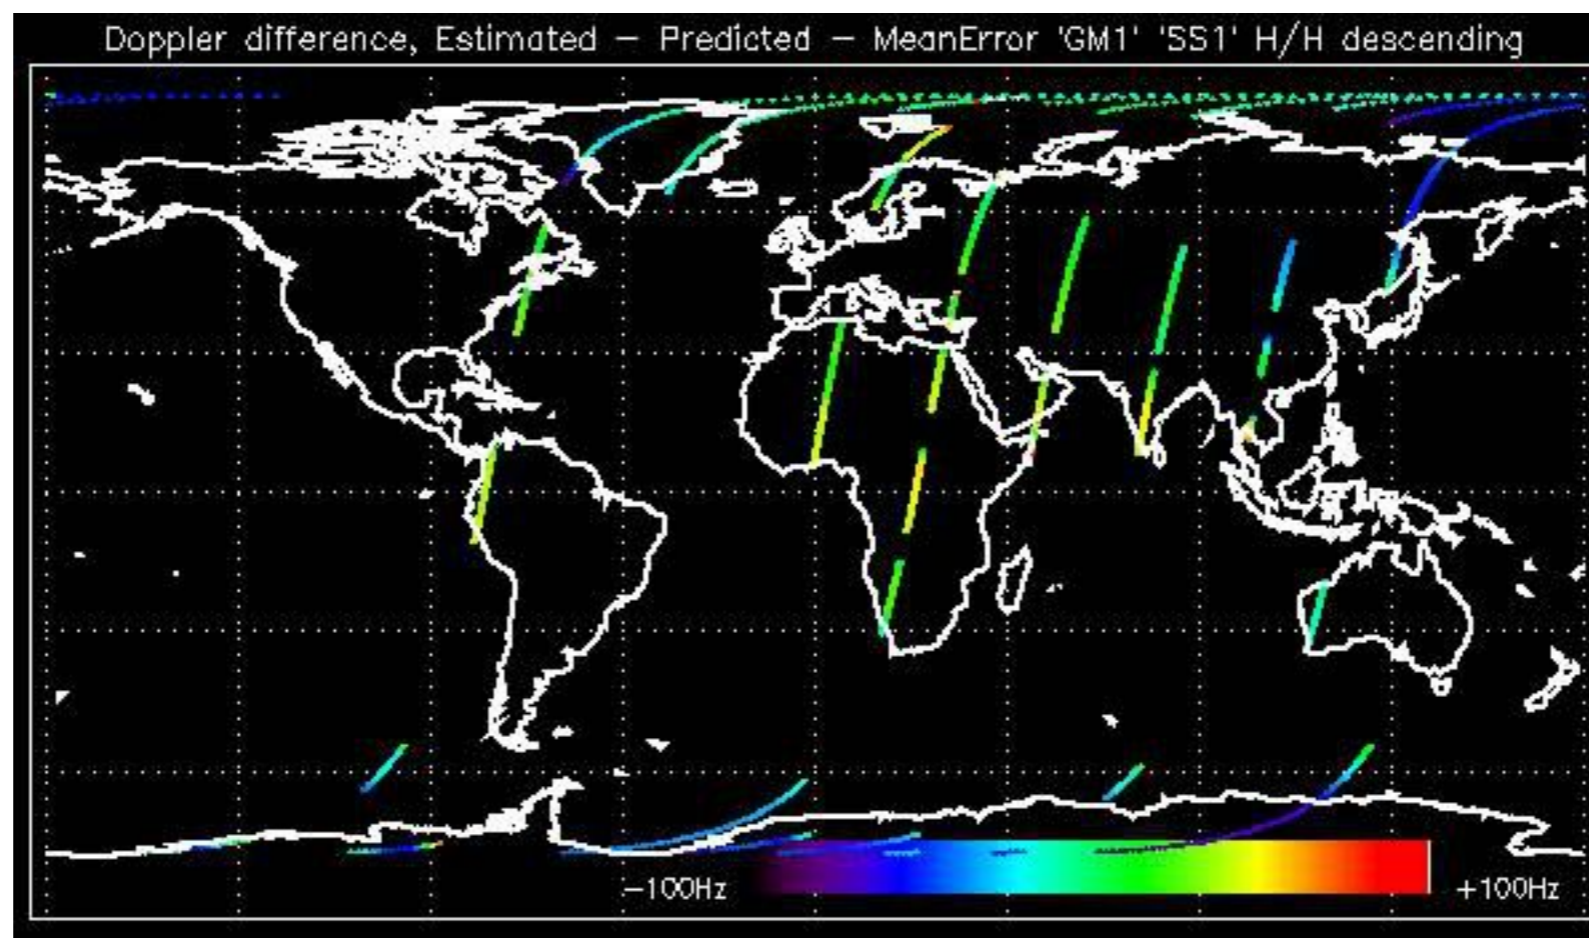 Doppler difference, Estimated − Predicted − MeanError 'GM1' 'SS1' H/H descending
−100Hz
+100Hz